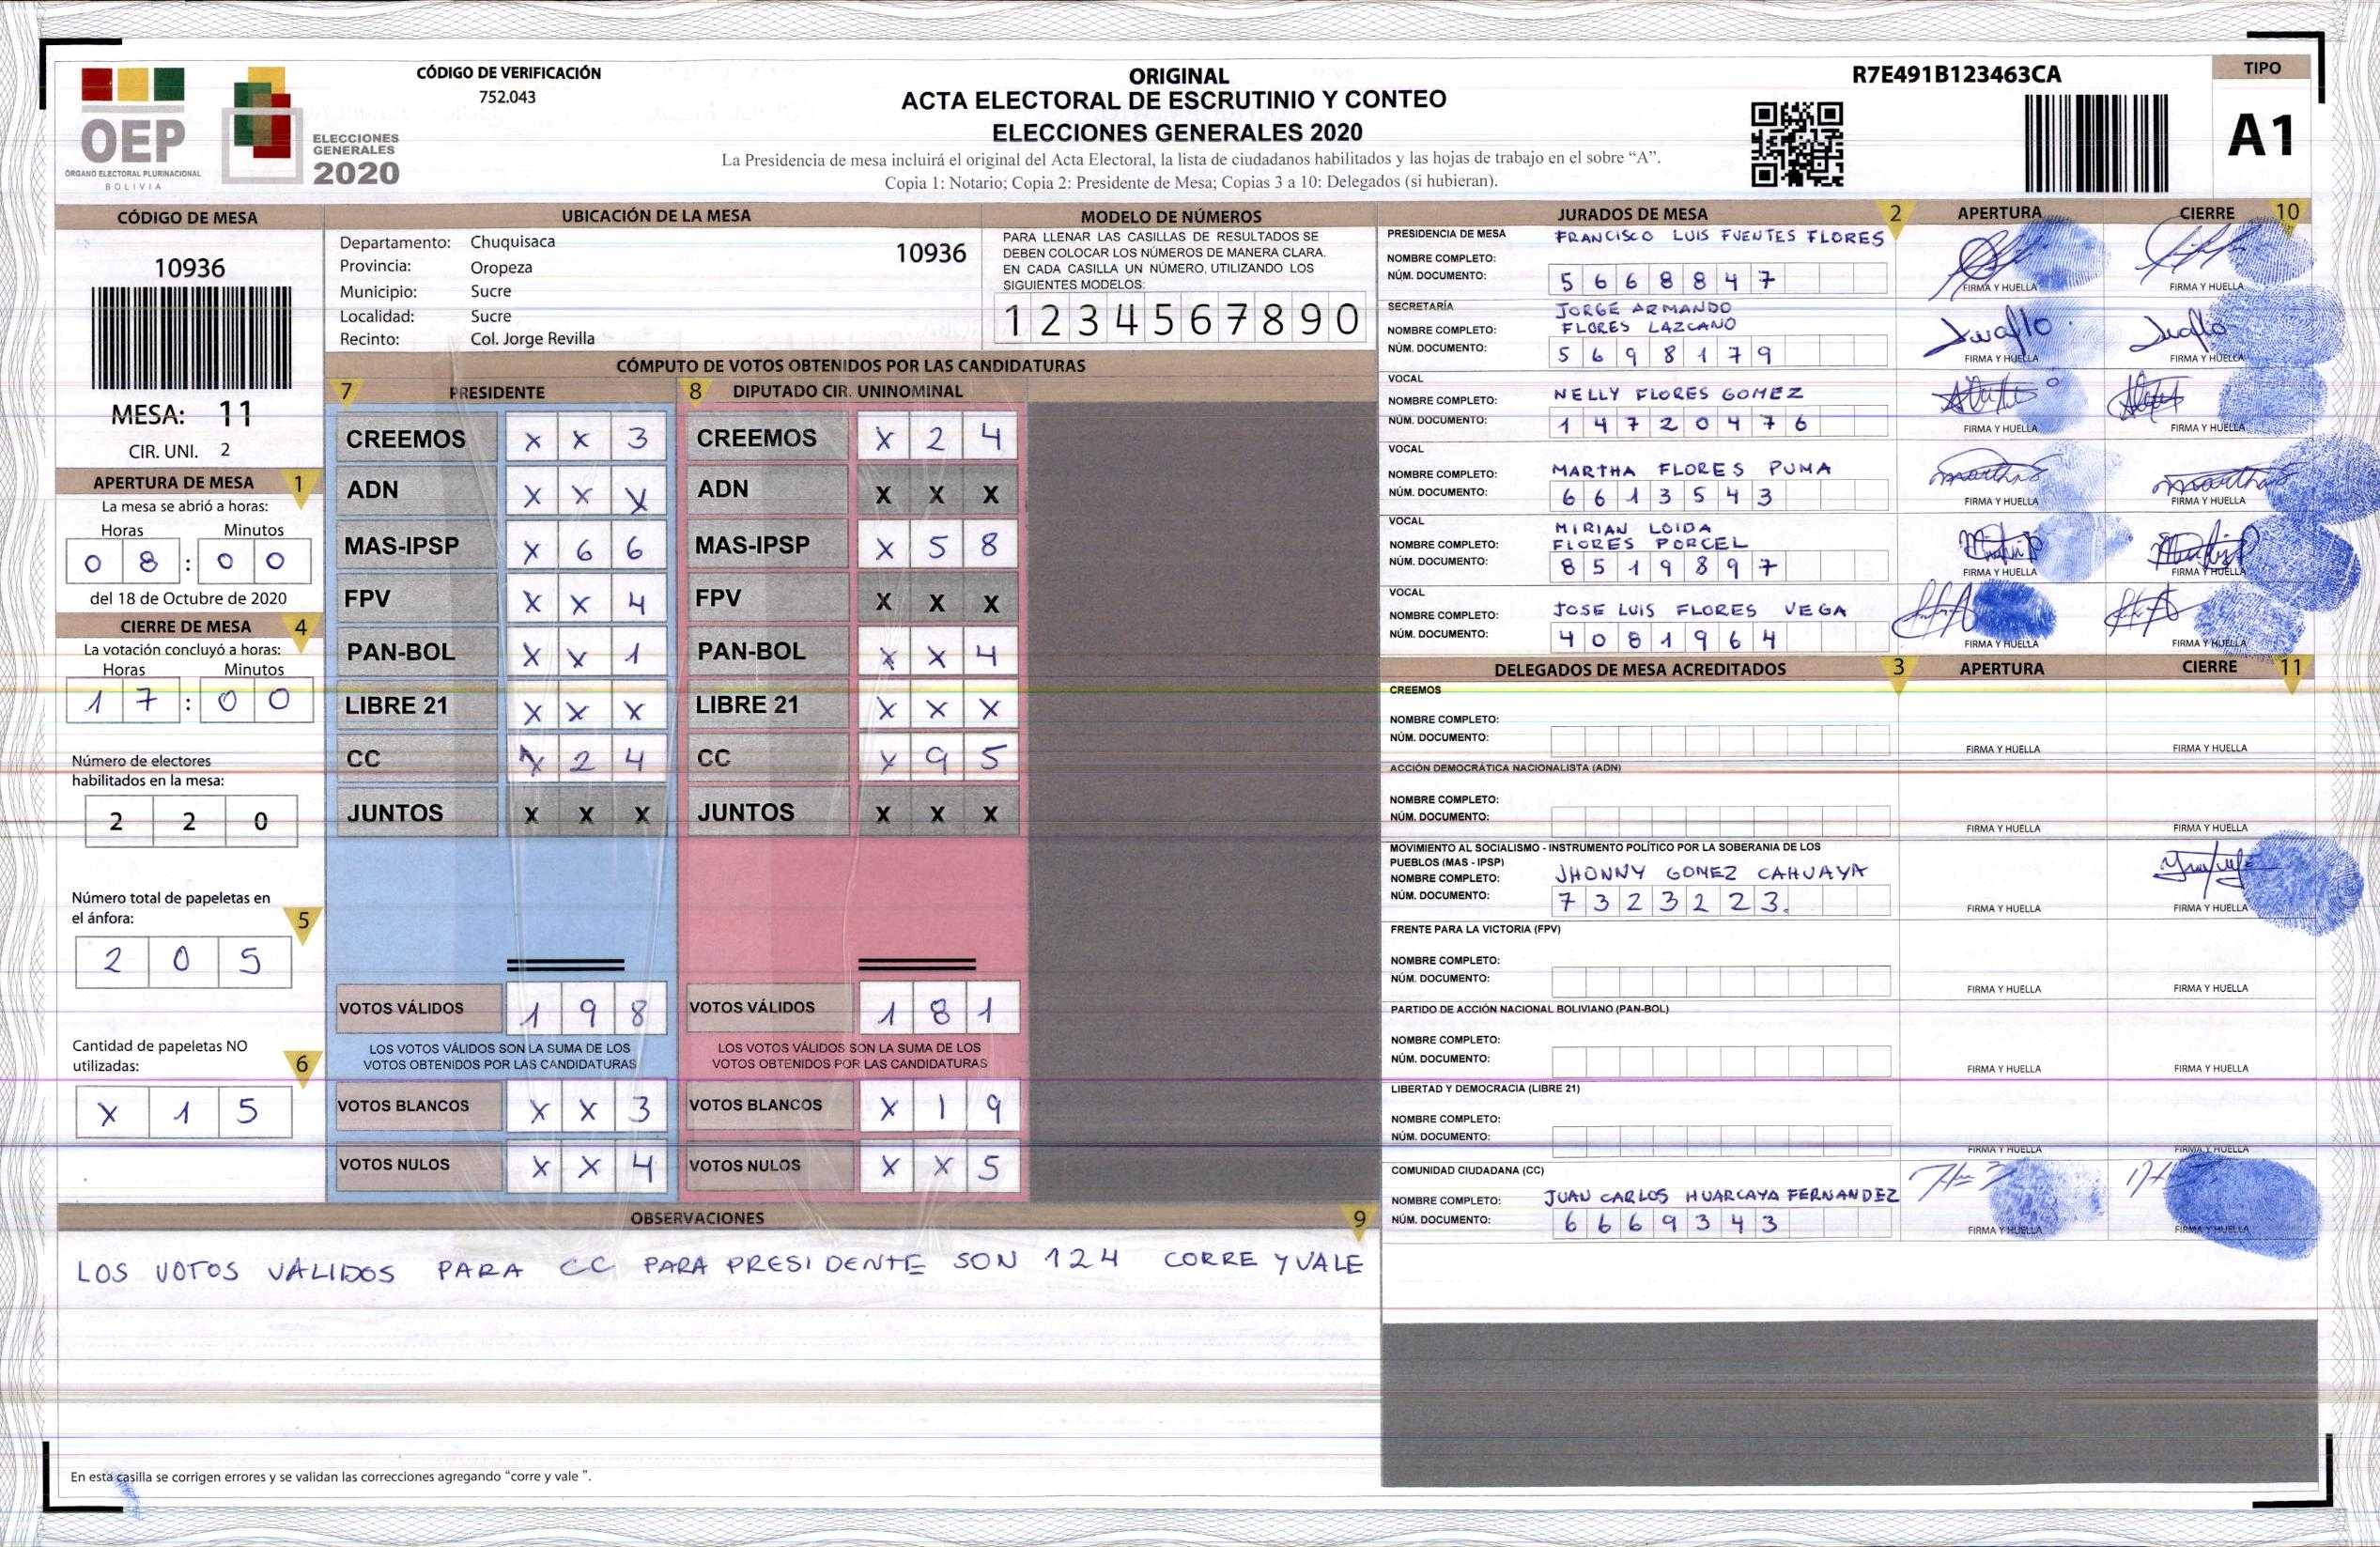 OEP
ÓRGANO ELECTORAL PLURINACIONAL
BOLIVIA
ELECCIONES
GENERALES
2020
CÓDIGO DE VERIFICACIÓN
752.043
ORIGINAL
ACTA ELECTORAL DE ESCRUTINIO Y CONTEO
ELECCIONES GENERALES 2020
La Presidencia de mesa incluirá el original del Acta Electoral, la lista de ciudadanos habilitados y las hojas de trabajo en el sobre “A”.
Copia 1: Notario; Copia 2: Presidente de Mesa; Copias 3 a 10: Delegados (si hubieran).
R7E491B123463CA
TIPO
A1
CÓDIGO DE MESA
10936
MESA: 11
CIR. UNI. 2
APERTURA DE MESA 1
La mesa se abrió a horas:
Horas Minutos
0 8 : 0 0
del 18 de Octubre de 2020
CIERRE DE MESA 4
La votación concluyó a horas:
Horas Minutos
1 7 : 0 0
Número de electores
habilitados en la mesa:
2 2 0
Número total de papeletas en
el ánfora: 5
2 0 5
Cantidad de papeletas NO
utilizadas: 6
X 1 5
UBICACIÓN DE LA MESA
Departamento: Chuquisaca 10936
Provincia: Oropeza
Municipio: Sucre
Localidad: Sucre
Recinto: Col. Jorge Revilla
MODELO DE NÚMEROS
PARA LLENAR LAS CASILLAS DE RESULTADOS SE
DEBEN COLOCAR LOS NÚMEROS DE MANERA CLARA.
EN CADA CASILLA UN NÚMERO, UTILIZANDO LOS
SIGUIENTES MODELOS:
1 2 3 4 5 6 7 8 9 0
CÓMPUTO DE VOTOS OBTENIDOS POR LAS CANDIDATURAS
7 PRESIDENTE
CREEMOS X X 3
ADN X X X
MAS-IPSP X 6 6
FPV X X 4
PAN-BOL X X 1
LIBRE 21 X X X
CC X 2 4
JUNTOS X X X
VOTOS VÁLIDOS 1 9 8
LOS VOTOS VÁLIDOS SON LA SUMA DE LOS
VOTOS OBTENIDOS POR LAS CANDIDATURAS
VOTOS BLANCOS X X 3
VOTOS NULOS X X 4
8 DIPUTADO CIR. UNINOMINAL
CREEMOS X 2 4
ADN X X X
MAS-IPSP X 5 8
FPV X X X
PAN-BOL X X 4
LIBRE 21 X X X
CC X 9 5
JUNTOS X X X
VOTOS VÁLIDOS 1 8 1
LOS VOTOS VÁLIDOS SON LA SUMA DE LOS
VOTOS OBTENIDOS POR LAS CANDIDATURAS
VOTOS BLANCOS X 1 9
VOTOS NULOS X X 5
OBSERVACIONES 9
LOS VOTOS VÁLIDOS PARA CC PARA PRESIDENTE SON 124 CORRE Y VALE
En esta casilla se corrigen errores y se validan las correcciones agregando “corre y vale ”.
JURADOS DE MESA 2 APERTURA CIERRE 10
PRESIDENCIA DE MESA FRANCISCO LUIS FUENTES FLORES
NOMBRE COMPLETO:
NÚM. DOCUMENTO: 5 6 6 8 8 4 7
FIRMA Y HUELLA FIRMA Y HUELLA
SECRETARÍA JORGE ARMANDO
NOMBRE COMPLETO: FLORES LAZCANO
NÚM. DOCUMENTO: 5 6 9 8 1 7 9
FIRMA Y HUELLA FIRMA Y HUELLA
VOCAL
NOMBRE COMPLETO: NELLY FLORES GOMEZ
NÚM. DOCUMENTO: 1 4 7 2 0 4 7 6
FIRMA Y HUELLA FIRMA Y HUELLA
VOCAL
NOMBRE COMPLETO: MARTHA FLORES PUMA
NÚM. DOCUMENTO: 6 6 1 3 5 4 3
FIRMA Y HUELLA FIRMA Y HUELLA
VOCAL MIRIAN LOIDA
NOMBRE COMPLETO: FLORES PORCEL
NÚM. DOCUMENTO: 8 5 1 9 8 9 7
FIRMA Y HUELLA FIRMA Y HUELLA
VOCAL
NOMBRE COMPLETO: JOSE LUIS FLORES VEGA
NÚM. DOCUMENTO: 4 0 8 1 9 6 4
FIRMA Y HUELLA FIRMA Y HUELLA
DELEGADOS DE MESA ACREDITADOS 3 APERTURA CIERRE 11
CREEMOS
NOMBRE COMPLETO:
NÚM. DOCUMENTO:
FIRMA Y HUELLA FIRMA Y HUELLA
ACCIÓN DEMOCRÁTICA NACIONALISTA (ADN)
NOMBRE COMPLETO:
NÚM. DOCUMENTO:
FIRMA Y HUELLA FIRMA Y HUELLA
MOVIMIENTO AL SOCIALISMO - INSTRUMENTO POLÍTICO POR LA SOBERANIA DE LOS
PUEBLOS (MAS - IPSP)
NOMBRE COMPLETO: JHONNY GOMEZ CAHUAYA
NÚM. DOCUMENTO: 7 3 2 3 2 2 3.
FIRMA Y HUELLA FIRMA Y HUELLA
FRENTE PARA LA VICTORIA (FPV)
NOMBRE COMPLETO:
NÚM. DOCUMENTO:
FIRMA Y HUELLA FIRMA Y HUELLA
PARTIDO DE ACCIÓN NACIONAL BOLIVIANO (PAN-BOL)
NOMBRE COMPLETO:
NÚM. DOCUMENTO:
FIRMA Y HUELLA FIRMA Y HUELLA
LIBERTAD Y DEMOCRACIA (LIBRE 21)
NOMBRE COMPLETO:
NÚM. DOCUMENTO:
FIRMA Y HUELLA FIRMA Y HUELLA
COMUNIDAD CIUDADANA (CC)
NOMBRE COMPLETO: JUAN CARLOS HUARCAYA FERNANDEZ
NÚM. DOCUMENTO: 6 6 6 9 3 4 3
FIRMA Y HUELLA FIRMA Y HUELLA